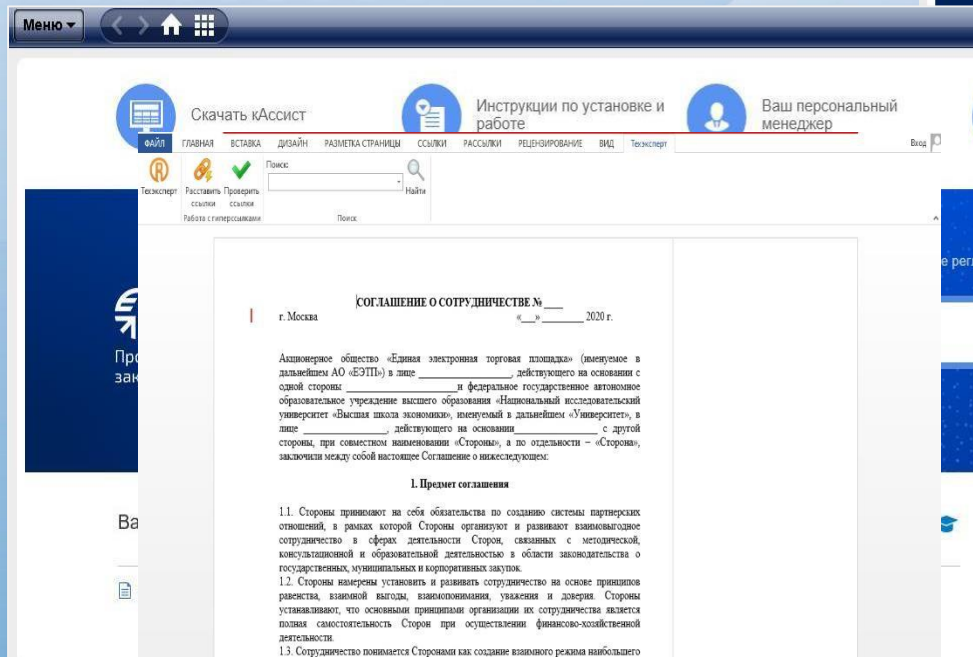 Меню
Скачать кАссист
Инструкции по установке и
работе
Ваш персональный
менеджер
ФАЙЛ ГЛАВНАЯ ВСТАВКА ДИЗАЙН РАЗМЕТКА СТРАНИЦЫ ССЫЛКИ РАССЫЛКИ РЕЦЕНЗИРОВАНИЕ ВИД Техэксперт Вход
Поиск:
Техэксперт Расставить Проверить Найти
ссылки ссылки
Работа с гиперссылками Поиск
СОГЛАШЕНИЕ О СОТРУДНИЧЕСТВЕ № ___
г. Москва «___» ________ 2020 г.
Акционерное общество «Единая электронная торговая площадка» (именуемое в
дальнейшем АО «ЕЭТП») в лице ________________, действующего на основании с
одной стороны ____________________и федеральное государственное автономное
образовательное учреждение высшего образования «Национальный исследовательский
университет «Высшая школа экономики», именуемый в дальнейшем «Университет», в
лице _______________, действующего на основании_______________ с другой
стороны, при совместном наименовании «Стороны», а по отдельности – «Сторона»,
заключили между собой настоящее Соглашение о нижеследующем:
1. Предмет соглашения
1.1. Стороны принимают на себя обязательства по созданию системы партнерских
отношений, в рамках которой Стороны организуют и развивают взаимовыгодное
сотрудничество в сферах деятельности Сторон, связанных с методической,
консультационной и образовательной деятельностью в области законодательства о
государственных, муниципальных и корпоративных закупок.
1.2. Стороны намерены установить и развивать сотрудничество на основе принципов
равенства, взаимной выгоды, взаимопонимания, уважения и доверия. Стороны
устанавливают, что основными принципами организации их сотрудничества является
полная самостоятельность Сторон при осуществлении финансово-хозяйственной
деятельности.
1.3. Сотрудничество понимается Сторонами как создание взаимного режима наибольшего